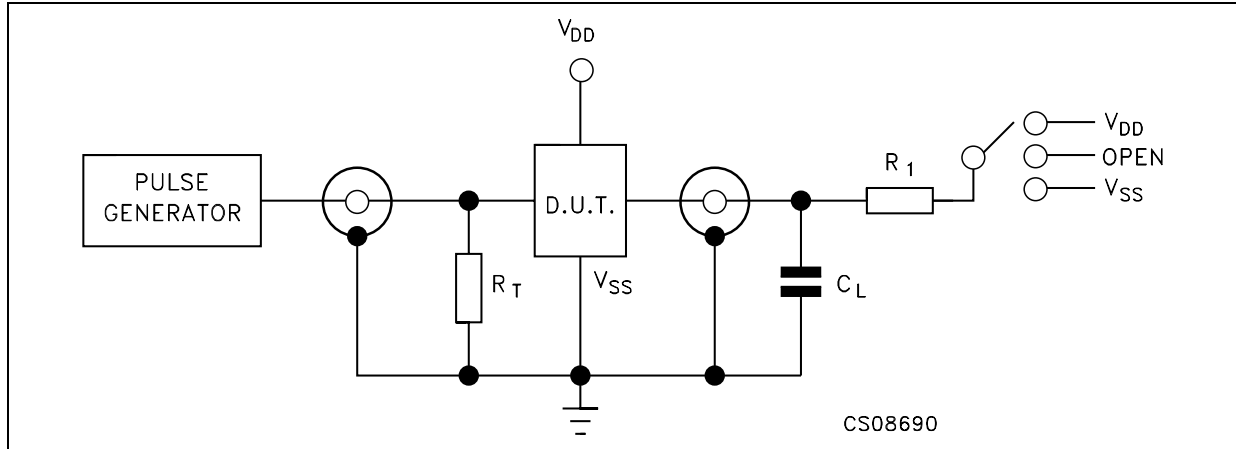 VDD
PULSE
GENERATOR
D.U.T.
RT
VSS
CL
R1
VDD
OPEN
VSS
CS08690